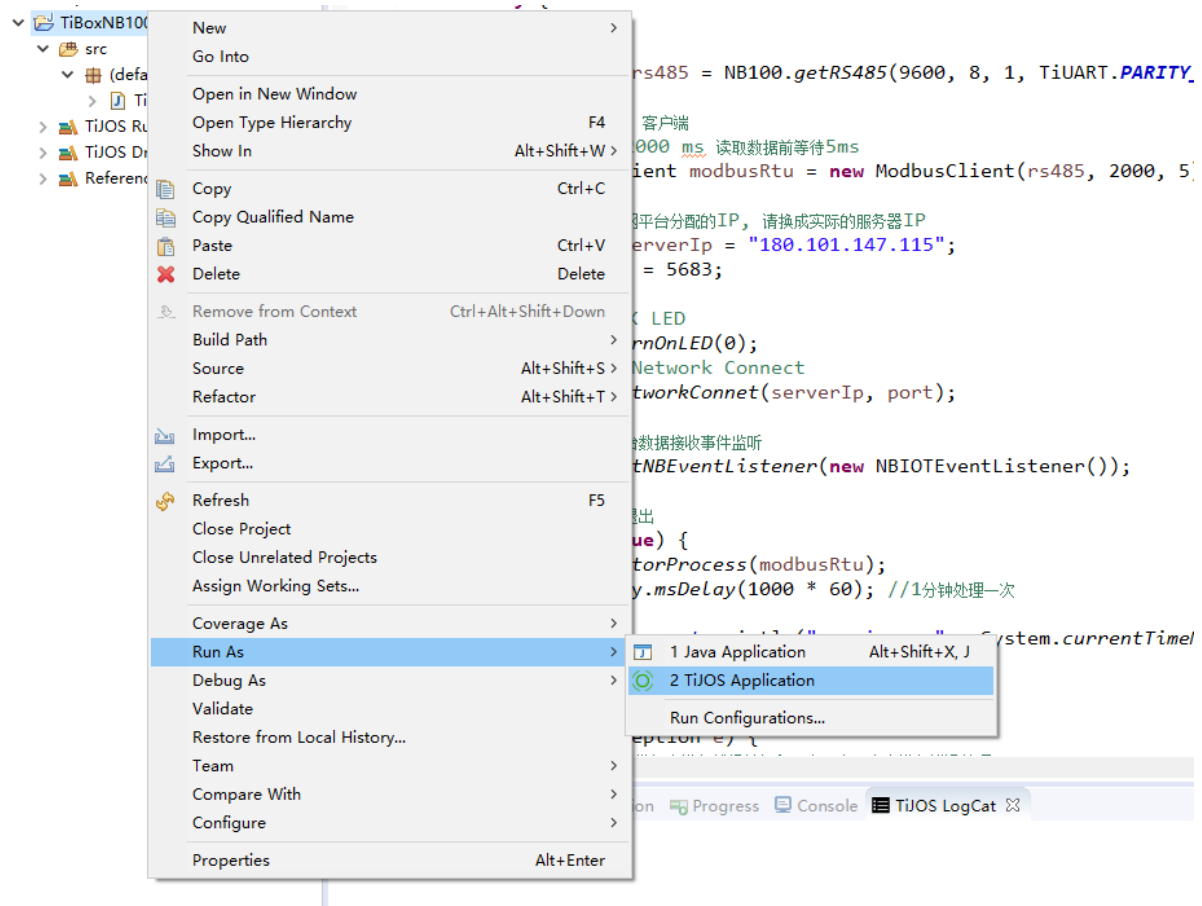 TiBoxNB100
src
(defa
Ti
TiJOS Ru
TiJOS Dr
Referenc
New
Go Into
Open in New Window
Open Type Hierarchy F4
Show In Alt+Shift+W >
Copy Ctrl+C
Copy Qualified Name
Paste Ctrl+V
Delete Delete
Remove from Context Ctrl+Alt+Shift+Down
Build Path >
Source Alt+Shift+S >
Refactor Alt+Shift+T >
Import...
Export...
Refresh F5
Close Project
Close Unrelated Projects
Assign Working Sets...
Coverage As >
Run As >
Debug As >
Validate
Restore from Local History...
Team >
Compare With >
Configure >
Properties Alt+Enter
1 Java Application Alt+Shift+X, J
2 TiJOS Application
Run Configurations...
rs485 = NB100.getRS485(9600, 8, 1, TiUART.PARITY_
客户端
000 ms 读取数据前等待5ms
ient modbusRtu = new ModbusClient(rs485, 2000, 5)
平台分配的IP, 请换成实际的服务器IP
erverIp = "180.101.147.115";
= 5683;
LED
rnOnLED(0);
Network Connect
tworkConnet(serverIp, port);
数据接收事件监听
tNBEventListener(new NBIOTEventListener());
出
ue) {
torProcess(modbusRtu);
y.msDelay(1000 * 60); //1分钟处理一次
ystem.currentTimeM
eption e) {
on
Progress
Console
TiJOS LogCat